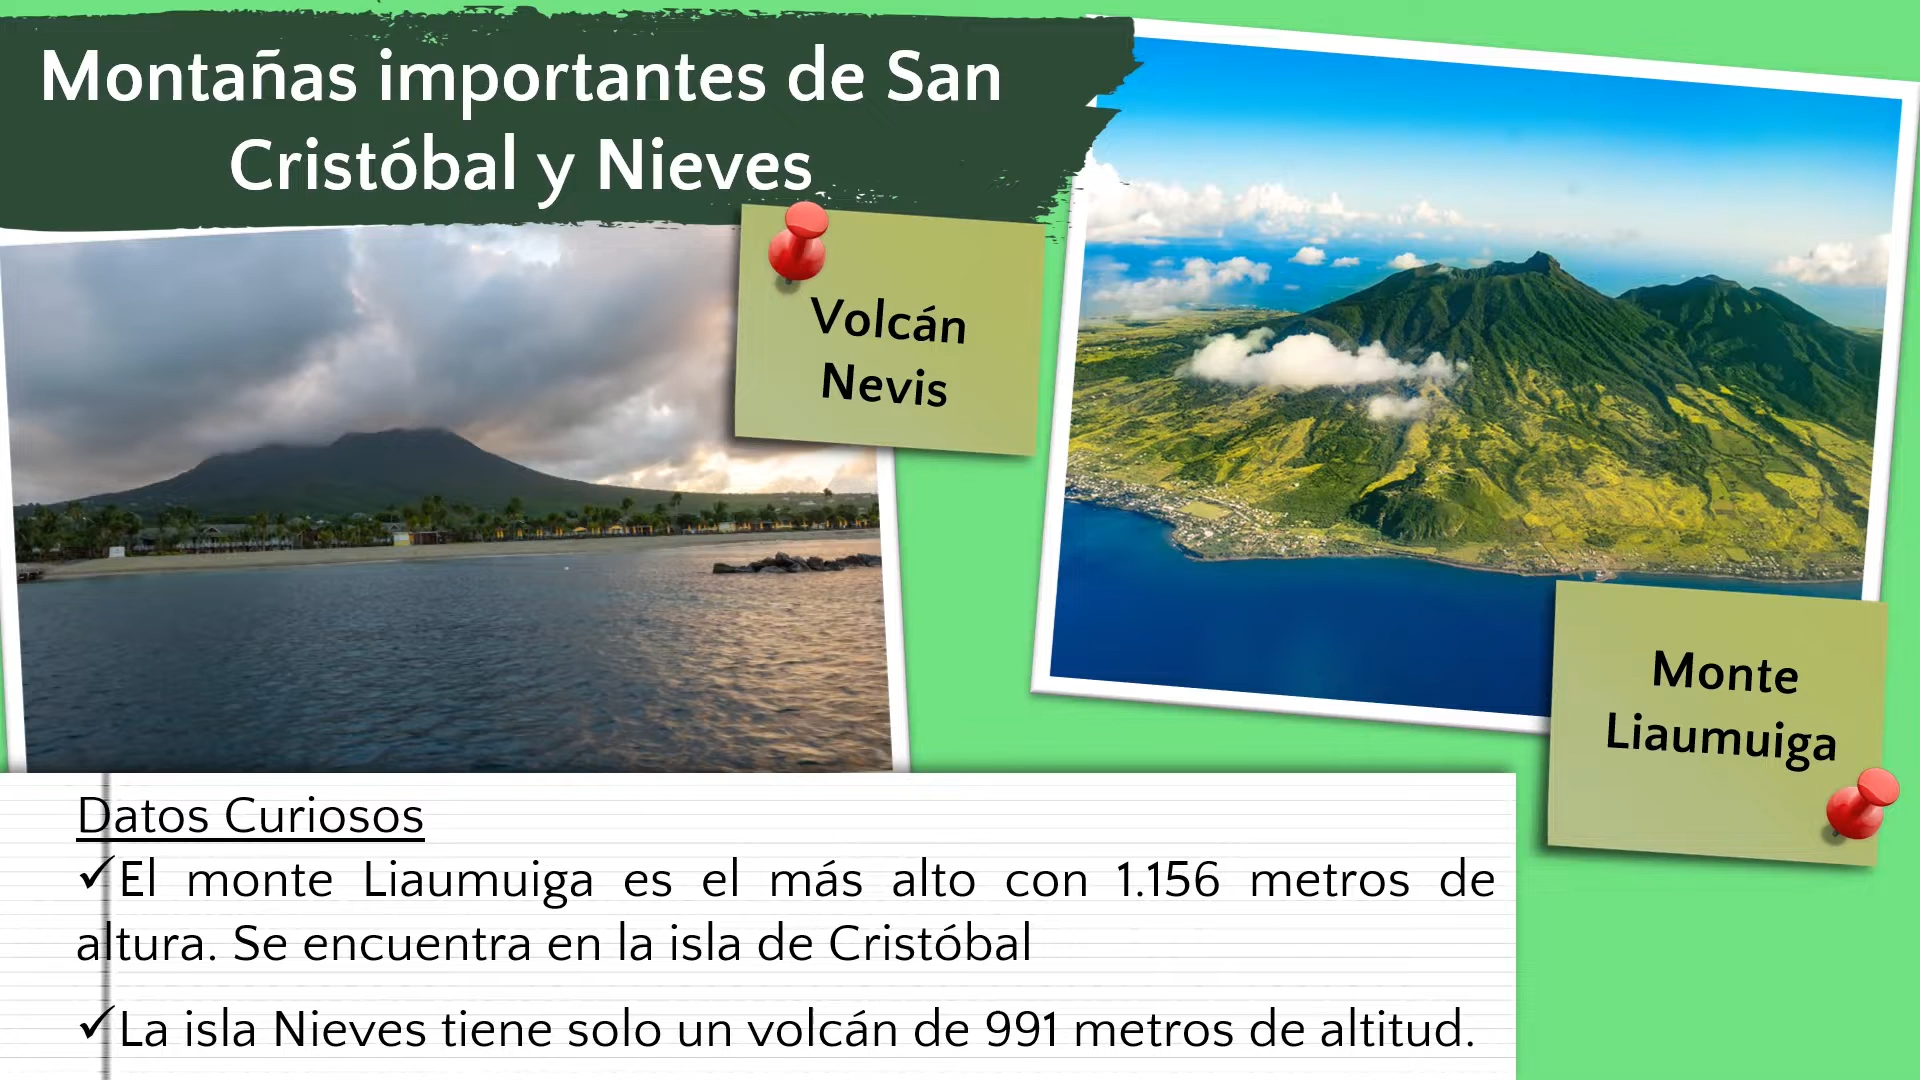 Montañas importantes de San
Cristóbal y Nieves
Volcán
Nevis
Monte
Liaumuiga
Datos Curiosos
✓El monte Liaumuiga es el más alto con 1.156 metros de
altura. Se encuentra en la isla de Cristóbal
✓La isla Nieves tiene solo un volcán de 991 metros de altitud.